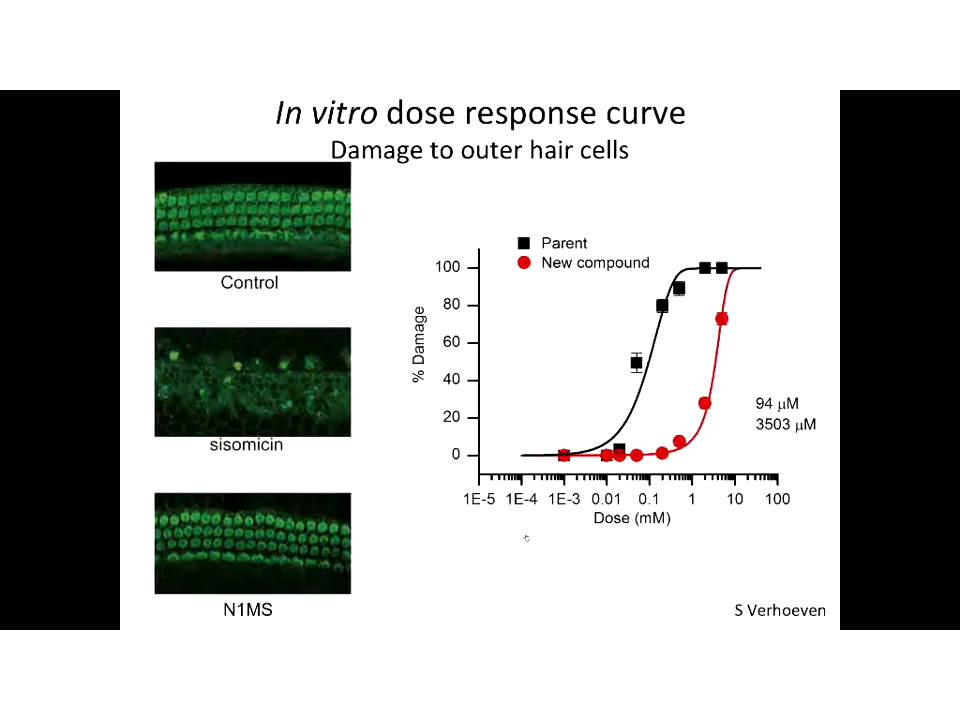 In vitro dose response curve
Damage to outer hair cells
Control
sisomicin
N1MS
Parent
New compound
100
80
60
40
20
0
% Damage
94 µM
3503 µM
1E-5 1E-4 1E-3 0.01 0.1 1 10 100
Dose (mM)
S Verhoeven